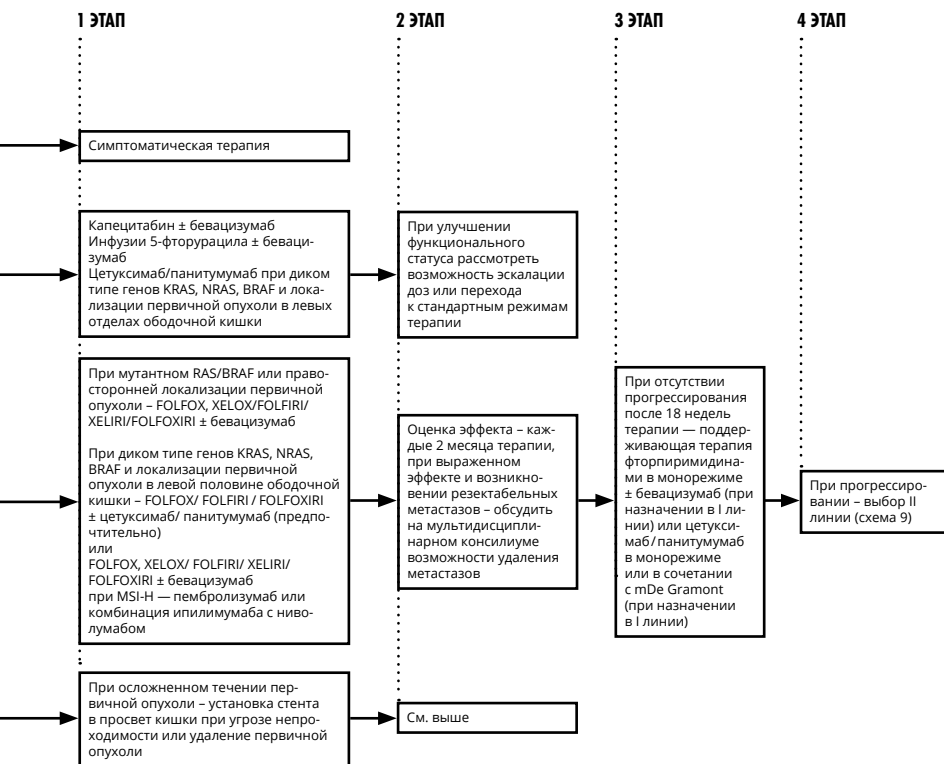 1 ЭТАП
2 ЭТАП
3 ЭТАП
4 ЭТАП
Симптоматическая терапия
Капецитабин ± бевацизумаб
Инфузии 5-фторурацила ± беваци-
зумаб
Цетуксимаб/панитумумаб при диком
типе генов KRAS, NRAS, BRAF и лока-
лизации первичной опухоли в левых
отделах ободочной кишки
При улучшении
функционального
статуса рассмотреть
возможность эскалации
доз или перехода
к стандартным режимам
терапии
При мутантном RAS/BRAF или право-
сторонней локализации первичной
опухоли – FOLFOX, XELOX/FOLFIRI/
XELIRI/FOLFOXIRI ± бевацизумаб
При диком типе генов KRAS, NRAS,
BRAF и локализации первичной
опухоли в левой половине ободочной
кишки – FOLFOX/ FOLFIRI / FOLFOXIRI
± цетуксимаб/ панитумумаб (предпо-
чтительно)
или
FOLFOX, XELOX/ FOLFIRI/ XELIRI/
FOLFOXIRI ± бевацизумаб
при MSI-H — пембролизумаб или
комбинация ипилимумаба с ниво-
лумабом
Оценка эффекта – каж-
дые 2 месяца терапии,
при выраженном
эффекте и возникно-
вении резектабельных
метастазов – обсудить
на мультидисципли-
нарном консилиуме
возможности удаления
метастазов
При отсутствии
прогрессирования
после 18 недель
терапии — поддер-
живающая терапия
фторпиримидина-
ми в монорежиме
± бевацизумаб (при
назначении в I ли-
нии) или цетукси-
маб/панитумумаб
в монорежиме
или в сочетании
с mDe Gramont
(при назначении
в I линии)
При прогрессиро-
вании – выбор II
линии (схема 9)
При осложненном течении пер-
вичной опухоли – установка стента
в просвет кишки при угрозе непро-
ходимости или удаление первичной
опухоли
См. выше